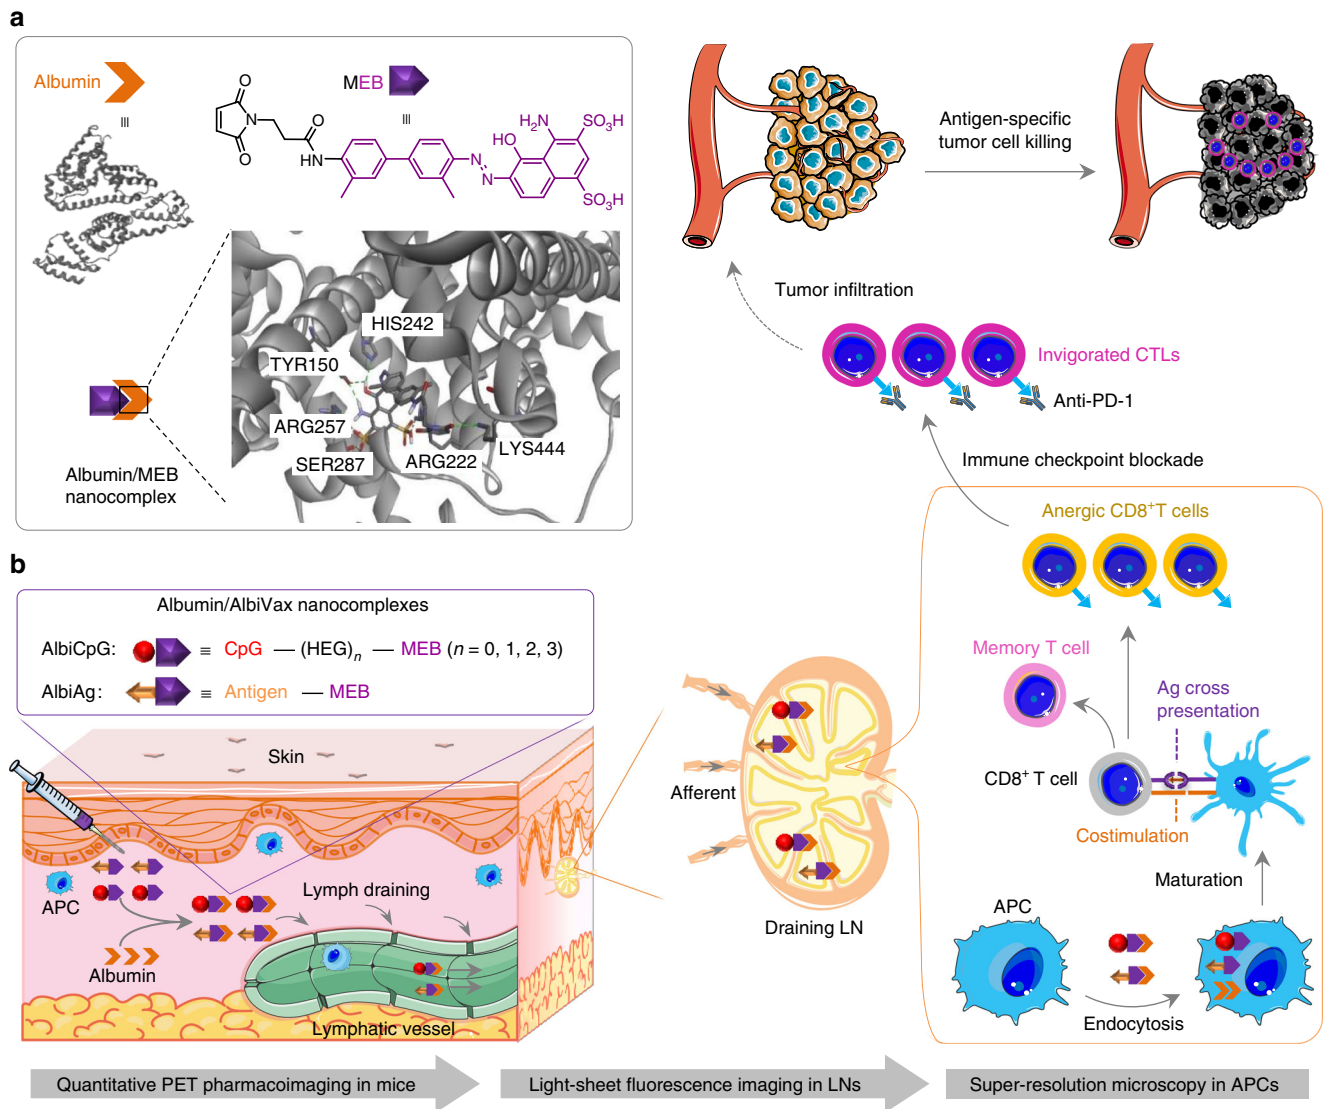 a
Albumin
MEB
O
N
O
O
NH
N
N
H₂N
OH
SO₃H
SO₃H
HIS242
TYR150
ARG257
SER287
ARG222
LYS444
Albumin/MEB
nanocomplex
Antigen-specific
tumor cell killing
Tumor infiltration
Invigorated CTLs
Anti-PD-1
Immune checkpoint blockade
b
Albumin/AlbiVax nanocomplexes
AlbiCpG: ≡ CpG — (HEG)n — MEB (n = 0, 1, 2, 3)
AlbiAg: ≡ Antigen — MEB
Skin
APC
Albumin
Lymph draining
Lymphatic vessel
Afferent
Draining LN
Anergic CD8⁺T cells
Memory T cell
Ag cross
presentation
CD8⁺ T cell
Costimulation
Maturation
APC
Endocytosis
Quantitative PET pharmacoimaging in mice
Light-sheet fluorescence imaging in LNs
Super-resolution microscopy in APCs